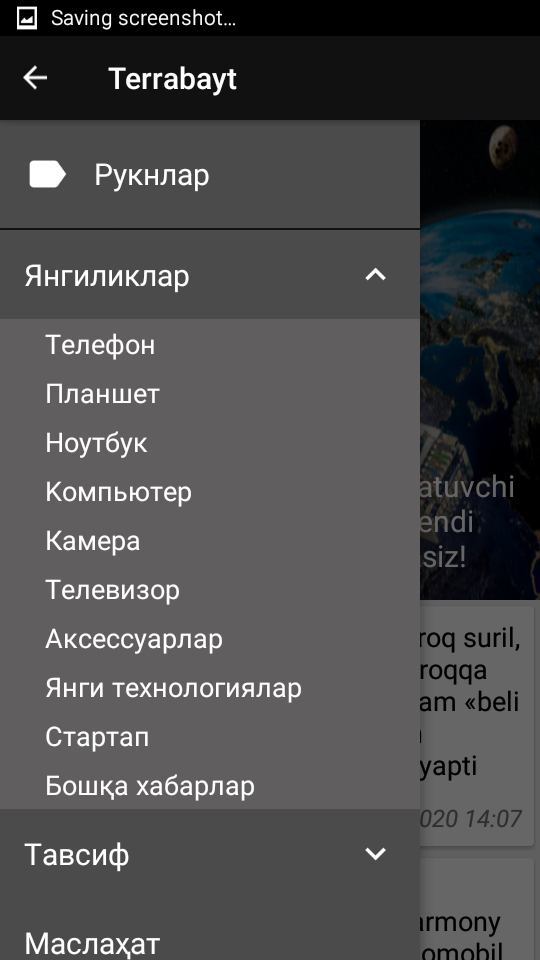 Saving screenshot...
Terrabayt
Рукнлар
Янгиликлар
Телефон
Планшет
Ноутбук
Компьютер
Камера
Телевизор
Аксессуарлар
Янги технологиялар
Стартап
Бошқа хабарлар
Тавсиф
Маслаҳат
atuvchi
endi
siz!
roq suril,
roqqa
am «beli
yapti
020 14:07
armony
omobil